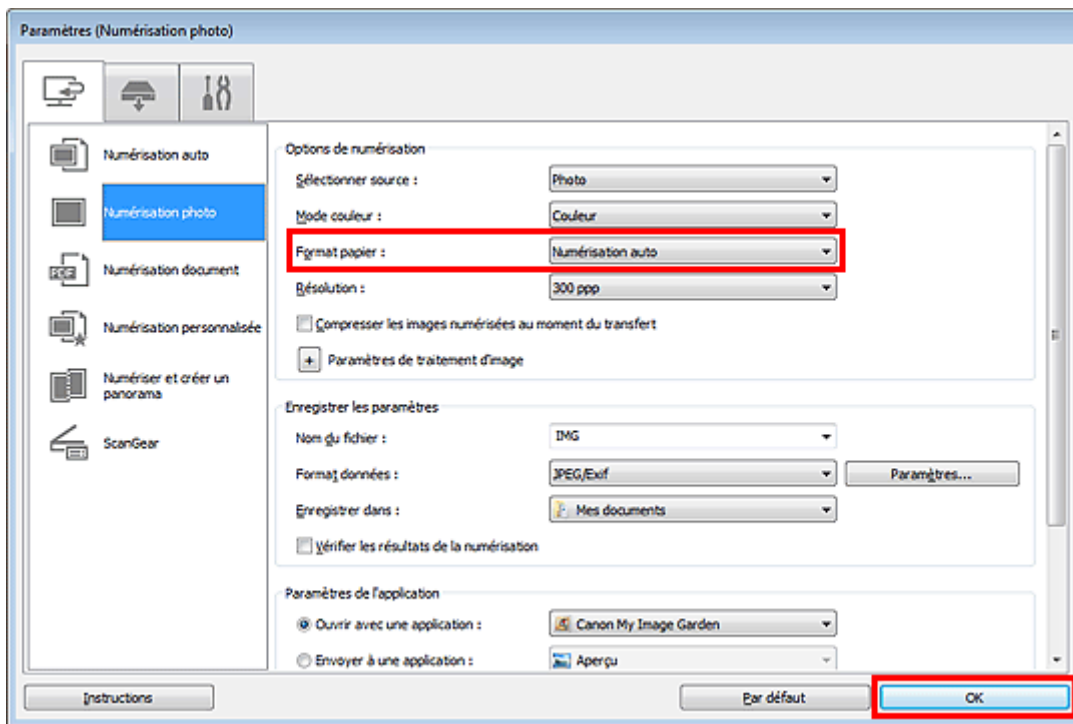 Paramètres (Numérisation photo)
Numérisation auto
Numérisation photo
PDF
Numérisation document
Numérisation personnalisée
Numériser et créer un
panorama
ScanGear
Options de numérisation
Sélectionner source : Photo
Mode couleur : Couleur
Format papier : Numérisation auto
Résolution : 300 ppp
Compresser les images numérisées au moment du transfert
+ Paramètres de traitement d'image
Enregistrer les paramètres
Nom du fichier : IMG
Format données : JPEG/Exif Paramètres...
Enregistrer dans : Mes documents
Vérifier les résultats de la numérisation
Paramètres de l'application
Ouvrir avec une application : Canon My Image Garden
Envoyer à une application : Aperçu
Instructions Par défaut OK